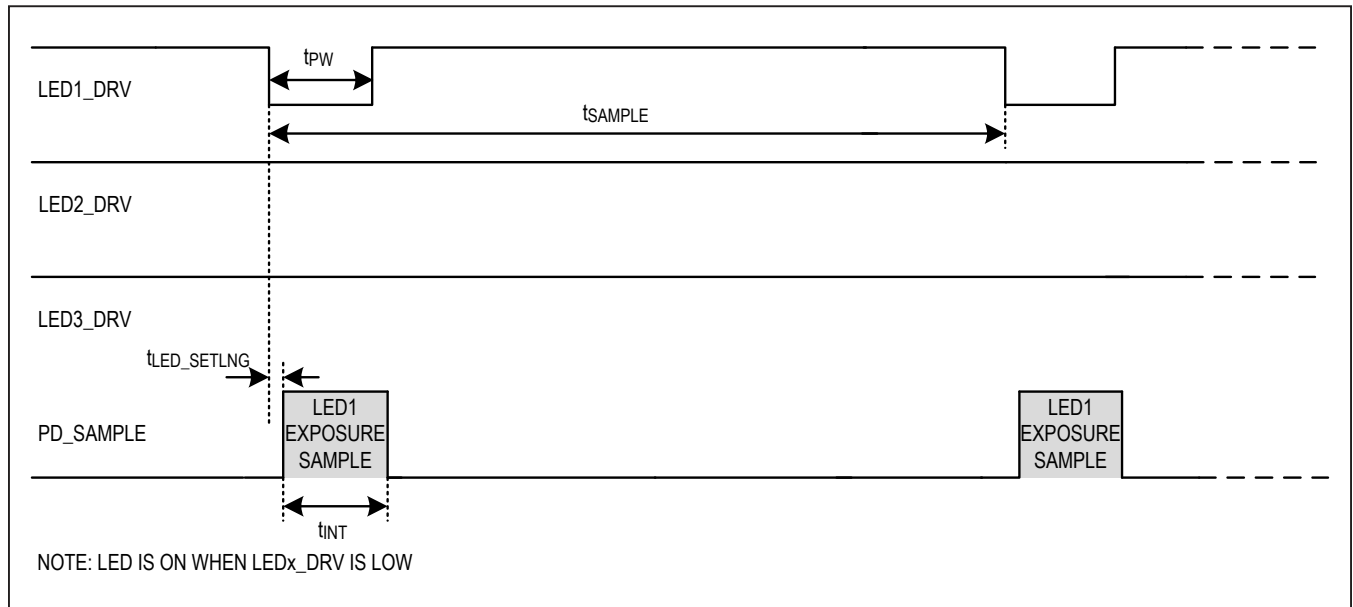 tPW
LED1_DRV
tSAMPLE
LED2_DRV
LED3_DRV
tLED_SETLNG
LED1
EXPOSURE
SAMPLE
LED1
EXPOSURE
SAMPLE
PD_SAMPLE
tINT
NOTE: LED IS ON WHEN LEDx_DRV IS LOW